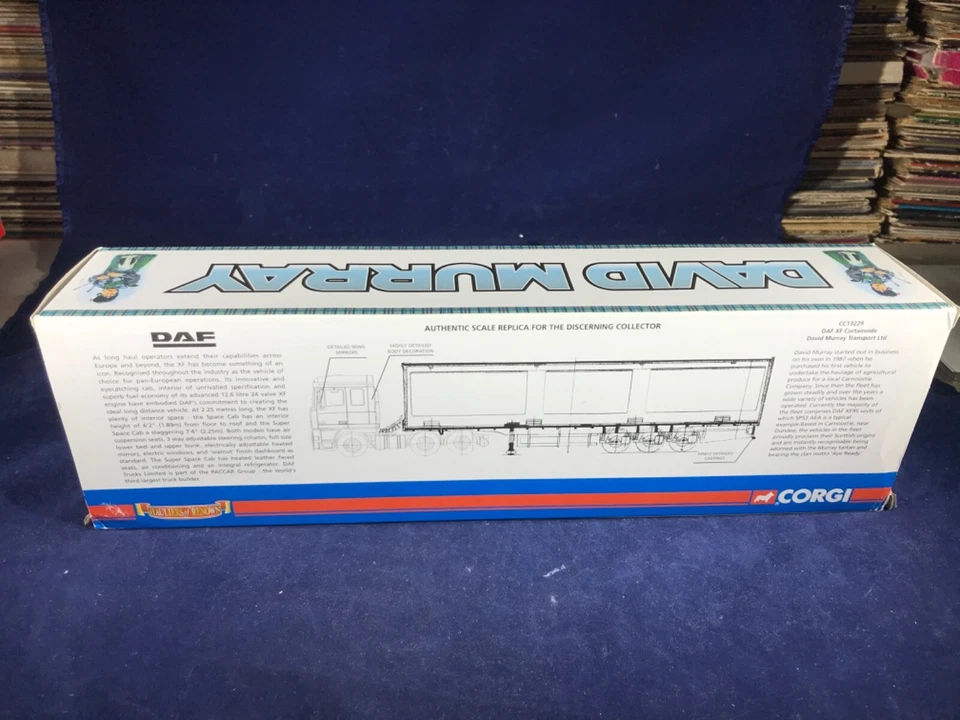 DAVID MURRAY
DAF
As long haul operators extend their capabilities across
Europe and beyond, the XF has become something of an
icon. Recognised throughout the industry as the vehicle of
choice for pan-European operations, its innovative and
eyecatching cab, interior of unrivalled specification and
superb fuel economy of its advanced 12.6 litre 24 valve XF
engine have embodied DAF's commitment to creating the
ideal long distance vehicle. At 2.25 metres long, the XF has
plenty of interior space - the Space Cab has an interior
height of 6'2" (1.89m) from floor to roof and the Super
Space Cab a staggering 7'4" (2.25m). Both models have air
suspension seats, 3 way adjustable steering column, full size
lower bed and upper bunk, electrically adjustable heated
mirrors, electric windows, and 'walnut' finish dashboard as
standard. The Super Space Cab has heated leather faced
seats, air conditioning and an integral refrigerator. DAF
Trucks Limited is part of the PACCAR Group - the world's
third largest truck builder.
AUTHENTIC SCALE REPLICA FOR THE DISCERNING COLLECTOR
DETAILED WING
MIRRORS
HIGHLY DETAILED
BODY DECORATION
FINELY DETAILED
CASTINGS
CC13229
DAF XF Curtainside
David Murray Transport Ltd
David Murray started out in business
on his own in 1987 when he
purchased his first vehicle to
undertake the haulage of agricultural
produce for a local Carnoustie
Company. Since then the fleet has
grown steadily and over the years a
wide variety of vehicles has been
operated. Currently the majority of
the fleet comprises DAF XF95 units of
which SP53 AEA is a typical
example. Based in Carnoustie, near
Dundee, the vehicles in the fleet
proudly proclaim their Scottish origins
and are instantly recognisable being
adorned with the Murray tartan and
bearing the clan motto 'Aye Ready'.
HAULIERS of RENOWN
CORGI